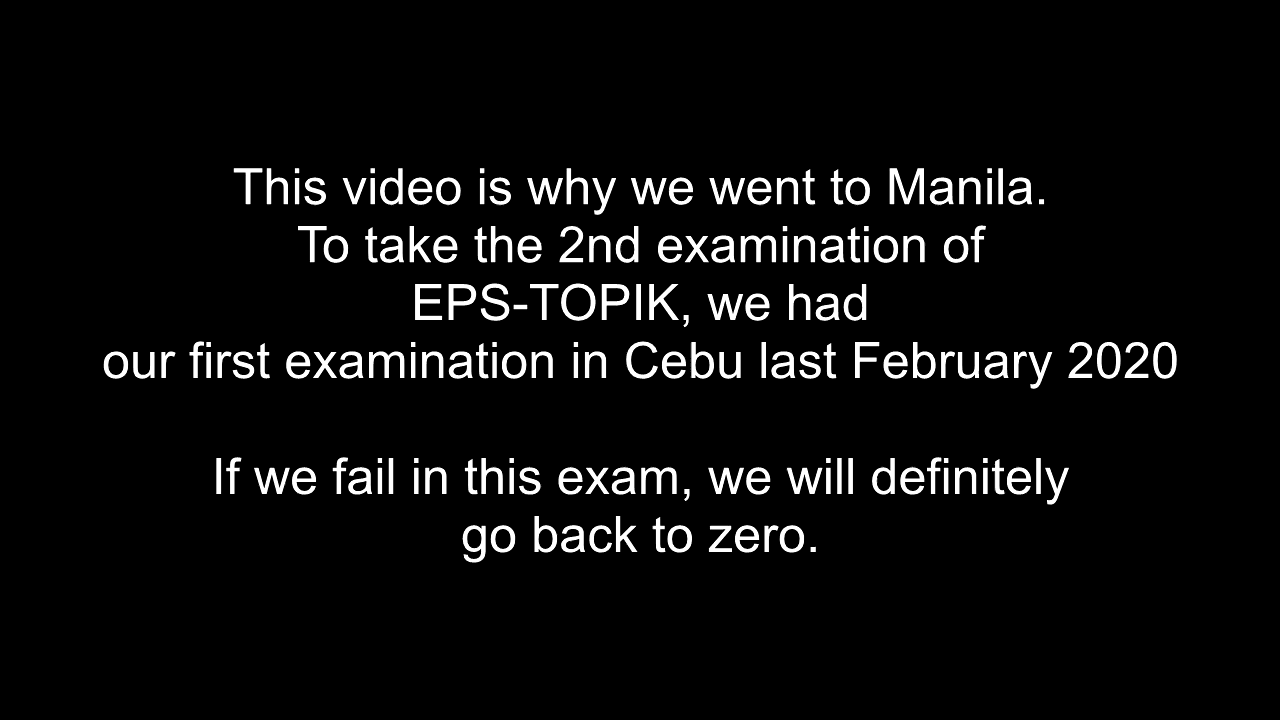 This video is why we went to Manila.
To take the 2nd examination of
EPS-TOPIK, we had
our first examination in Cebu last February 2020
If we fail in this exam, we will definitely
go back to zero.